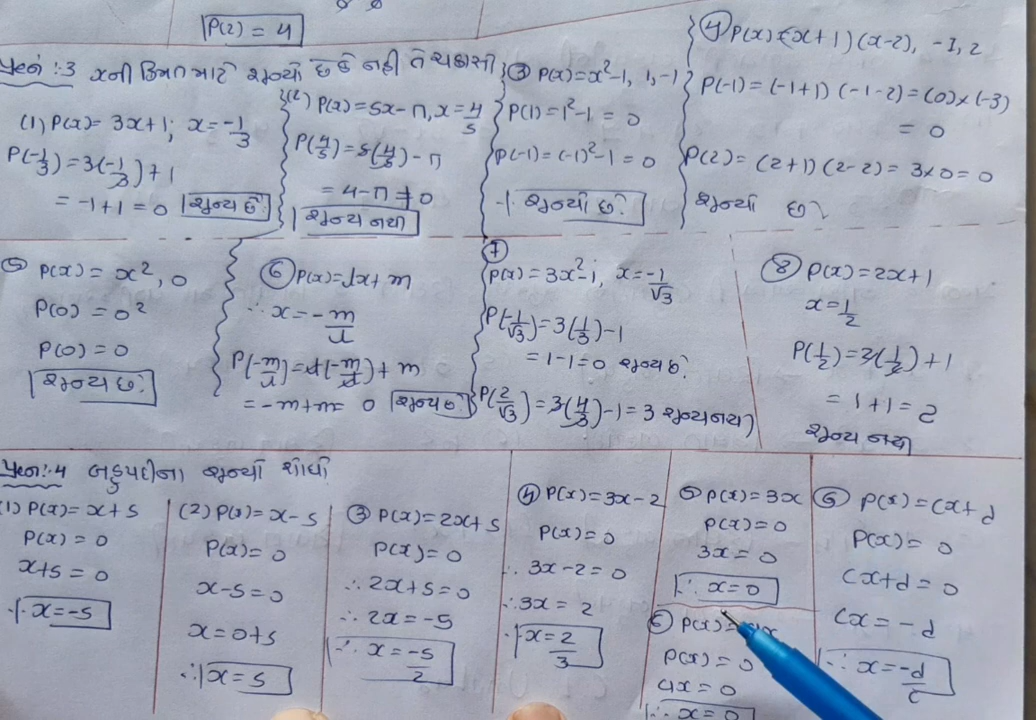 P(2) = 4
પ્રશ્ન :3 xની કિંમત માટે શૂન્યો છે કે નહી તે ચકાસો
(1) P(x) = 3x+1; x = -1/3
P(-1/3) = 3(-1/3)+1
= -1+1 = 0 શૂન્ય છે.
(2) P(x) = 5x-π, x = 4/5
P(4/5) = 5(4/5) - π
= 4-π ≠ 0
શૂન્ય નથી
③ P(x) = x²-1, 1, -1
P(1) = 1²-1 = 0
P(-1) = (-1)²-1 = 0
∴ શૂન્યો છે.
④ P(x) = (x+1)(x-2), -1, 2
P(-1) = (-1+1)(-1-2) = (0)×(-3)
= 0
P(2) = (2+1)(2-2) = 3×0 = 0
શૂન્યો છે.
⑤ P(x) = x², 0
P(0) = 0²
P(0) = 0
શૂન્ય છે.
⑥ P(x) = lx+m
∴ x = -m/l
P(-m/l) = l(-m/l)+m
= -m+m = 0 શૂન્ય છે.
⑦
P(x) = 3x²-1, x = -1/√3
P(-1/√3) = 3(1/3)-1
= 1-1 = 0 શૂન્ય છે.
P(2/√3) = 3(4/3)-1 = 3 શૂન્ય નથી
⑧ P(x) = 2x+1
x = 1/2
P(1/2) = 2(1/2)+1
= 1+1 = 2
શૂન્ય નથી
પ્રશ્ન:-4 બહુપદીના શૂન્યો શોધો
(1) P(x) = x+5
P(x) = 0
x+5 = 0
∴ x = -5
(2) P(x) = x-5
P(x) = 0
x-5 = 0
x = 0+5
∴ x = 5
③ P(x) = 2x+5
P(x) = 0
∴ 2x+5 = 0
∴ 2x = -5
∴ x = -5/2
④ P(x) = 3x-2
P(x) = 0
∴ 3x-2 = 0
∴ 3x = 2
∴ x = 2/3
⑤ P(x) = 3x
P(x) = 0
3x = 0
∴ x = 0
⑥ P(x) =
P(x) = 0
4x = 0
∴ x = 0
⑥ P(x) = cx+d
P(x) = 0
cx+d = 0
cx = -d
∴ x = -d/c